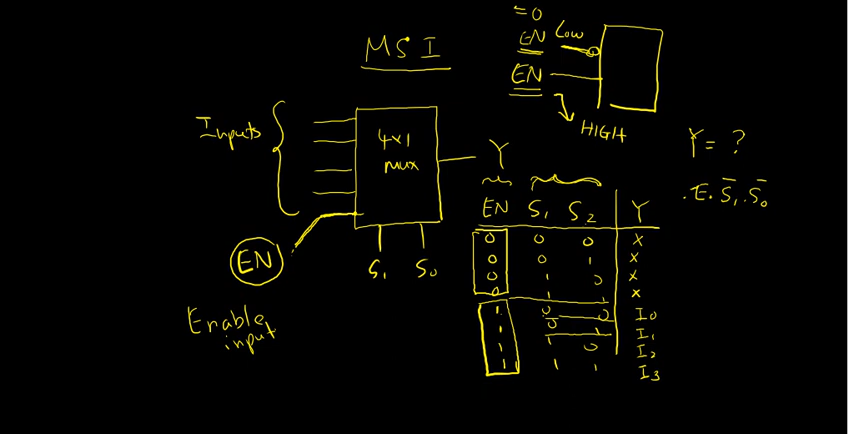 MSI
=0
EN LOW
EN
HIGH
Inputs
4x1
mux
Y
EN
Enable
input
S₁ S₀
Y = ?
.E.S̅₁.S̅₀
EN S₁ S₂ Y
0 0 0 X
0 0 1 X
0 1 0 X
0 1 1 X
1 0 0 I₀
1 0 1 I₁
1 1 0 I₂
1 1 1 I₃